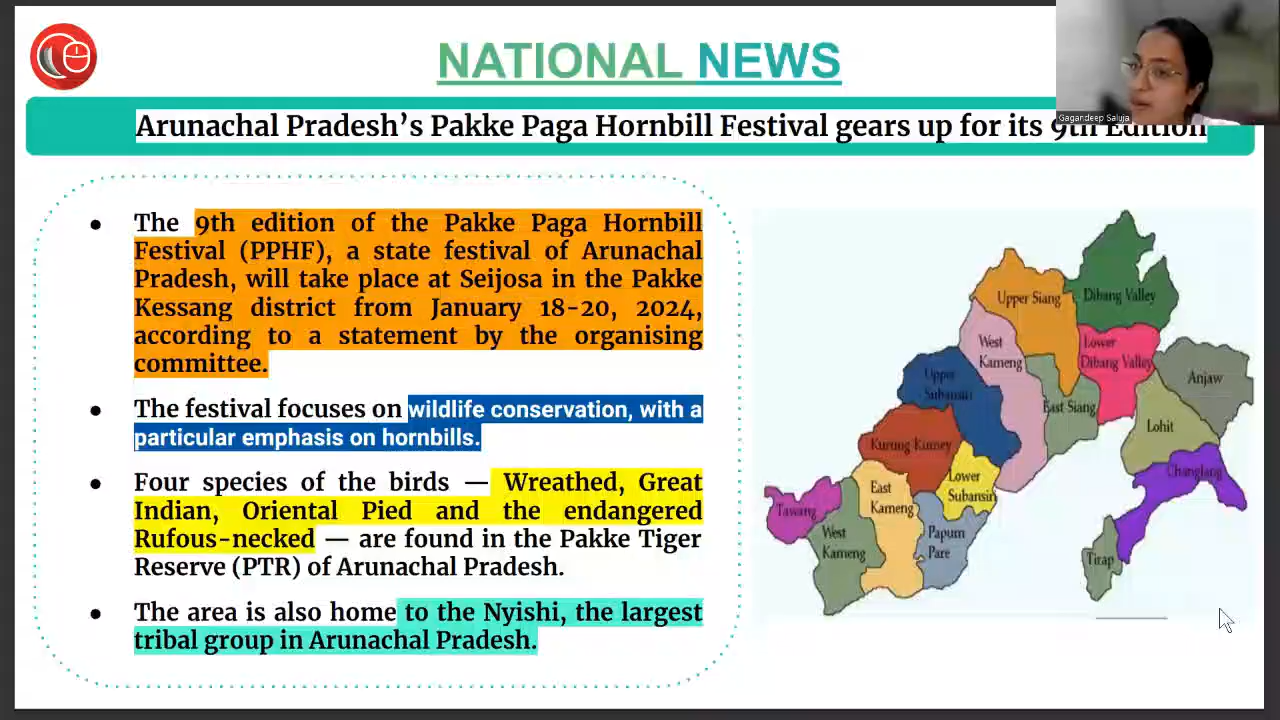 NATIONAL NEWS
Arunachal Pradesh's Pakke Paga Hornbill Festival gears up for its 9th Edition
Gagandeep Saluja
● The 9th edition of the Pakke Paga Hornbill
Festival (PPHF), a state festival of Arunachal
Pradesh, will take place at Seijosa in the Pakke
Kessang district from January 18-20, 2024,
according to a statement by the organising
committee.
● The festival focuses on wildlife conservation, with a
particular emphasis on hornbills.
● Four species of the birds — Wreathed, Great
Indian, Oriental Pied and the endangered
Rufous-necked — are found in the Pakke Tiger
Reserve (PTR) of Arunachal Pradesh.
● The area is also home to the Nyishi, the largest
tribal group in Arunachal Pradesh.
Upper Siang
Dibang Valley
West
Kameng
Lower
Dibang Valley
Upper
Subansiri
Anjaw
East Siang
Lohit
Kurung Kumey
Changlang
Lower
Subansiri
East
Kameng
Tawang
West
Kameng
Papum
Pare
Tirap